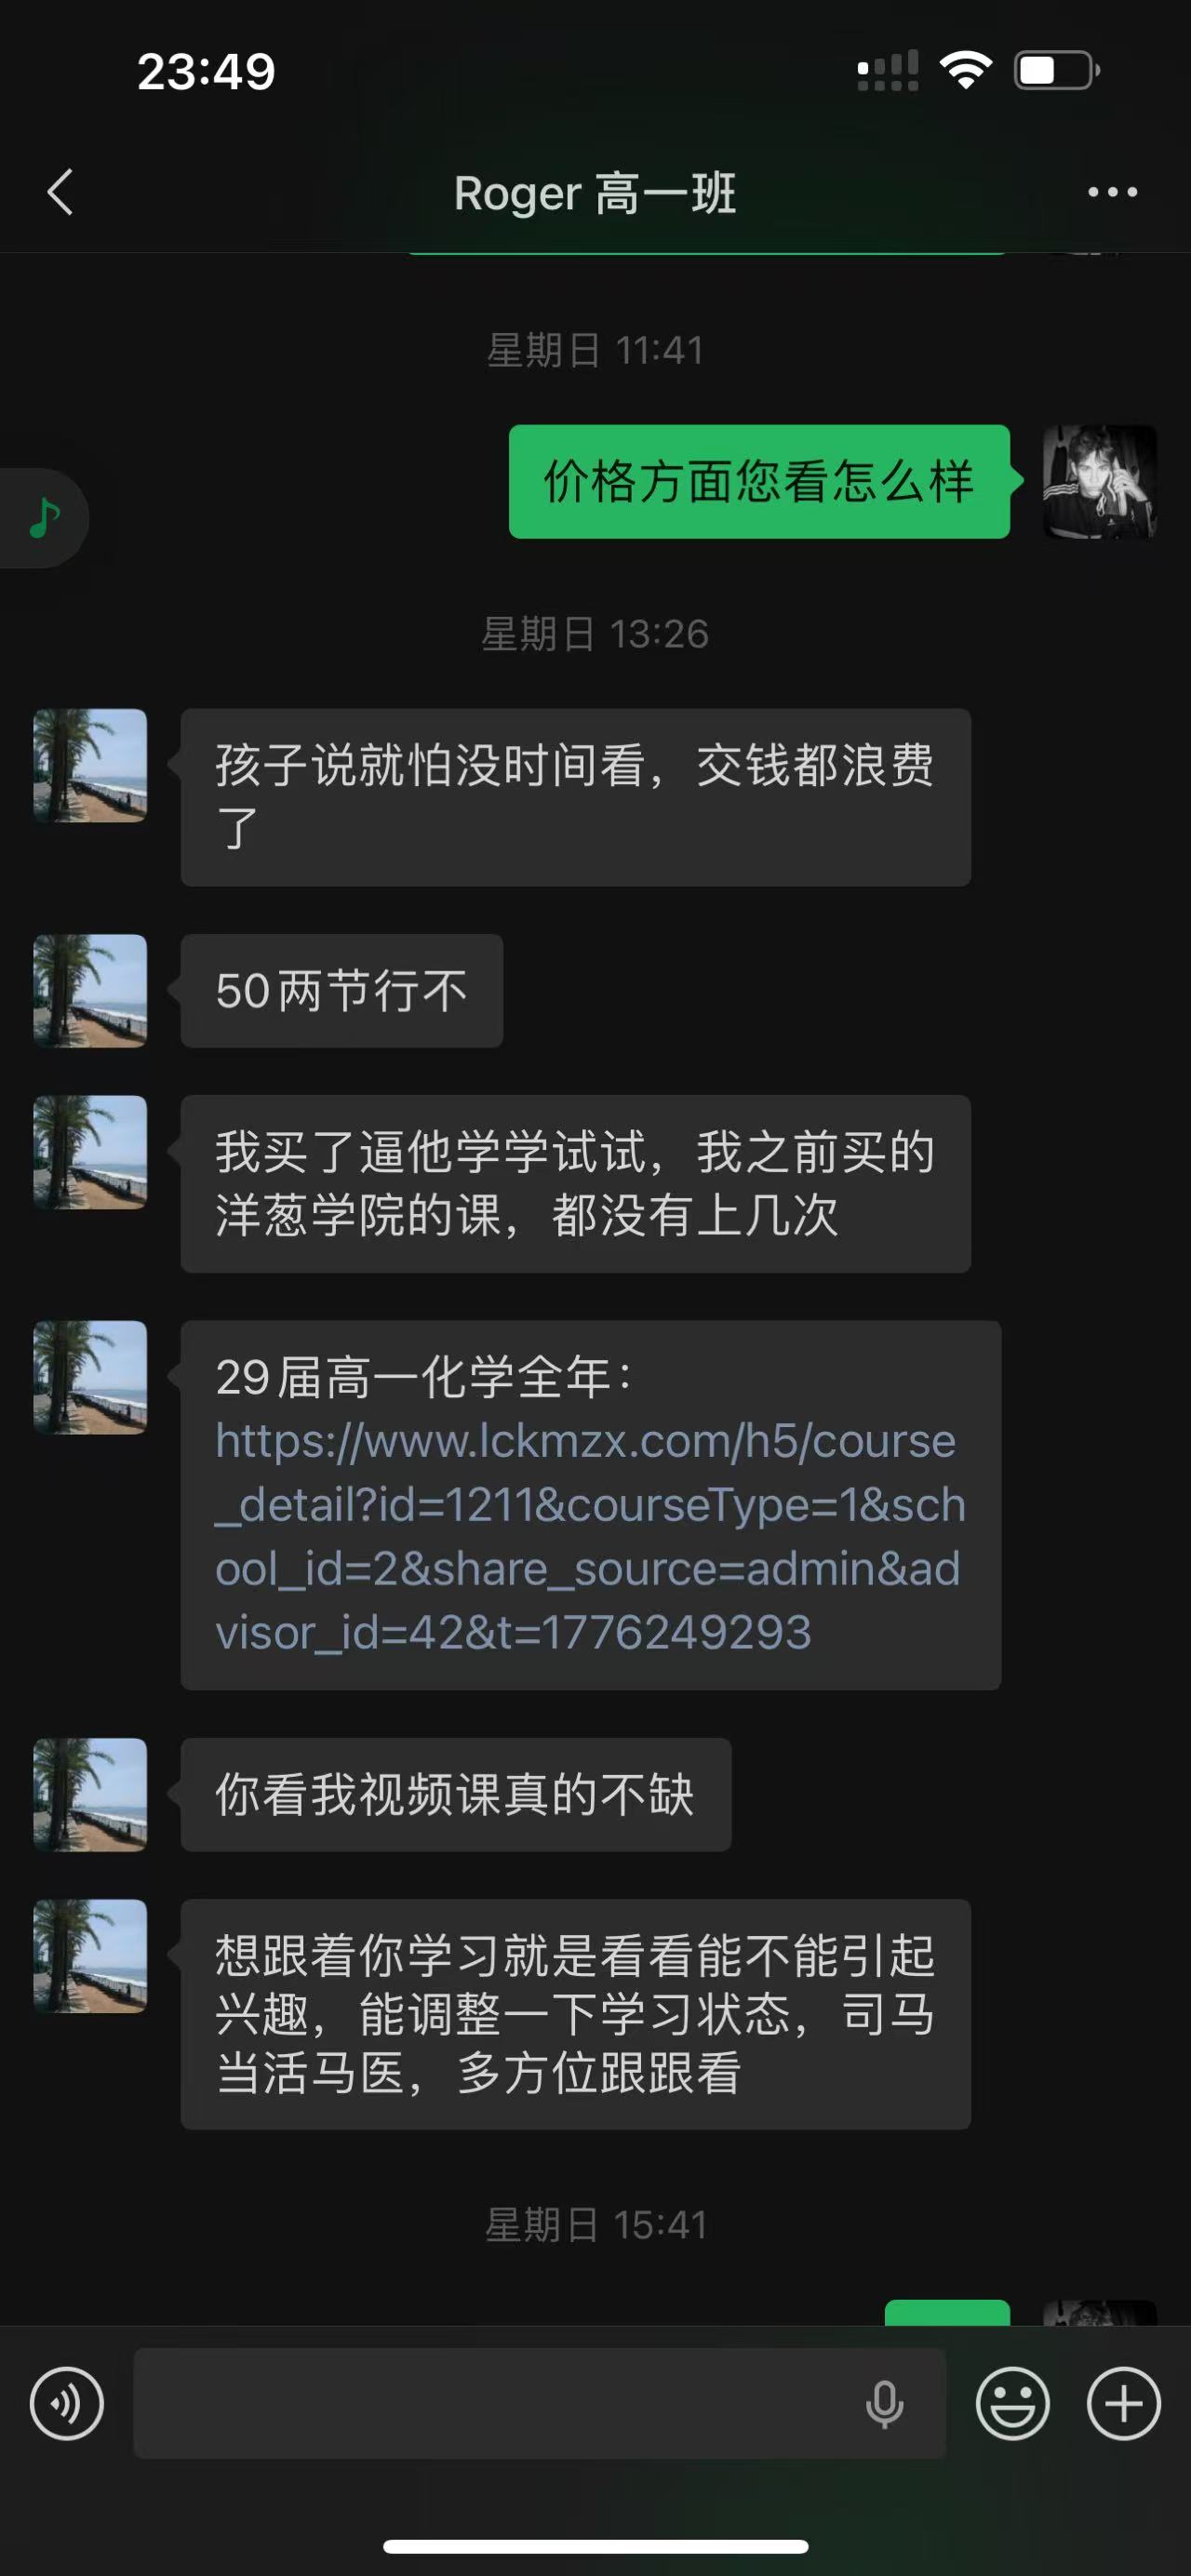 23:49
Roger 高一班
星期日 11:41
价格方面您看怎么样
星期日 13:26
孩子说就怕没时间看，交钱都浪费
了
50两节行不
我买了逼他学学试试，我之前买的
洋葱学院的课，都没有上几次
29届高一化学全年：
https://www.lckmzx.com/h5/course
_detail?id=1211&courseType=1&sch
ool_id=2&share_source=admin&ad
visor_id=42&t=1776249293
你看我视频课真的不缺
想跟着你学习就是看看能不能引起
兴趣，能调整一下学习状态，司马
当活马医，多方位跟跟看
星期日 15:41